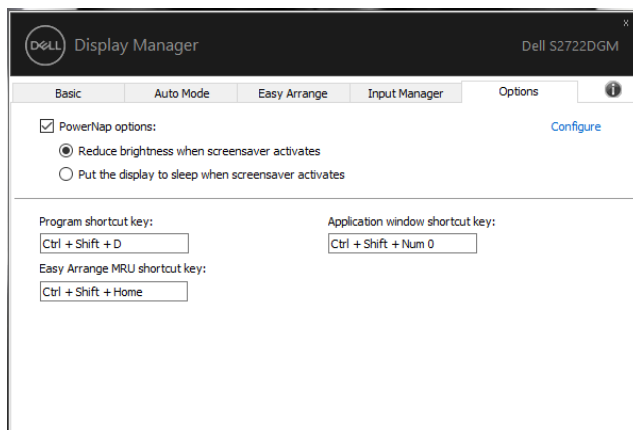 x
DELL Display Manager Dell S2722DGM
Basic Auto Mode Easy Arrange Input Manager Options i
PowerNap options: Configure
Reduce brightness when screensaver activates
Put the display to sleep when screensaver activates
Program shortcut key: Application window shortcut key:
Ctrl + Shift + D Ctrl + Shift + Num 0
Easy Arrange MRU shortcut key:
Ctrl + Shift + Home